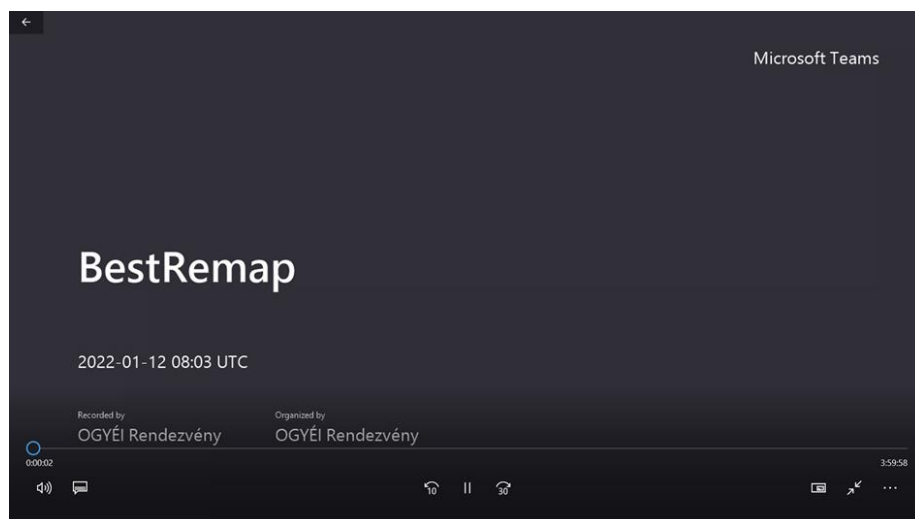 Microsoft Teams
BestRemap
2022-01-12 08:03 UTC
Recorded by
Organized by
OGYÉI Rendezvény
OGYÉI Rendezvény
0:00:02
3:59:58
10
30